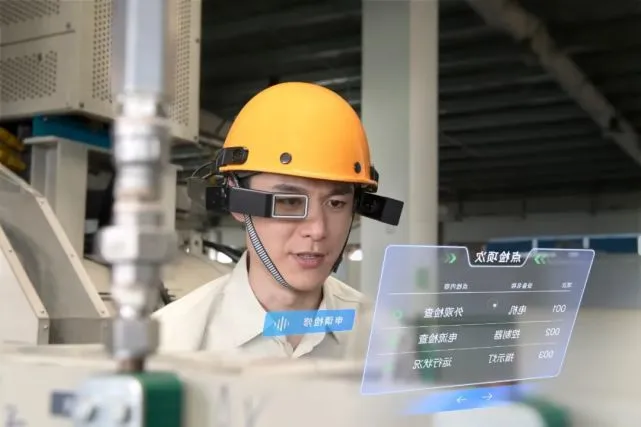 点检项次
项次 设备名称 点检内容
001 电机 外观检查
002 控制器 电流检查
003 指示灯 运行状况
申请检修